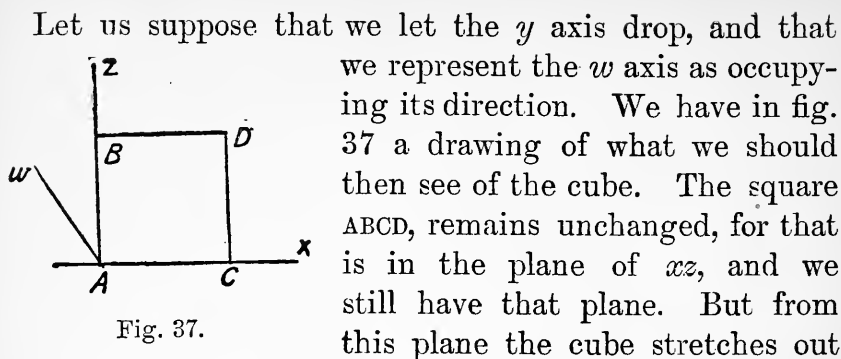 Let us suppose that we let the y axis drop, and that
we represent the w axis as occupy-
ing its direction. We have in fig.
37 a drawing of what we should
then see of the cube. The square
ABCD, remains unchanged, for that
is in the plane of xz, and we
still have that plane. But from
this plane the cube stretches out
z
B
D
w
x
A
C
Fig. 37.